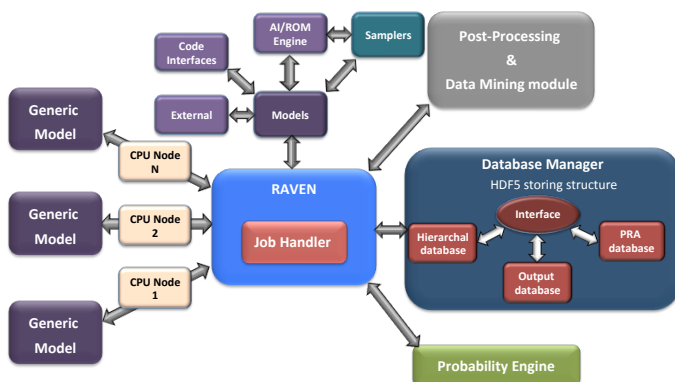 AI/ROM
Engine
Samplers
Code
Interfaces
Post-Processing
&
Data Mining module
External
Models
Generic
Model
CPU Node
N
RAVEN
Job Handler
Generic
Model
CPU Node
2
Generic
Model
CPU Node
1
Database Manager
HDF5 storing structure
Interface
Hierarchal
database
PRA
database
Output
database
Probability Engine